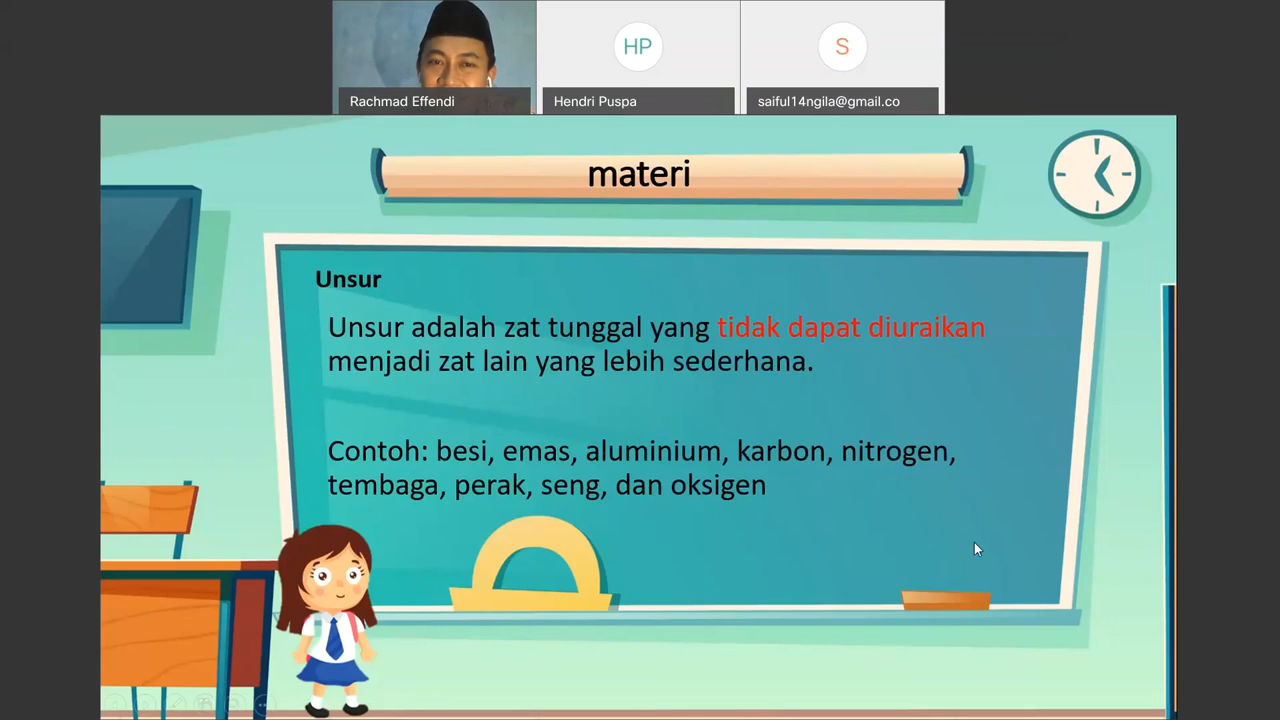 HP
S
Rachmad Effendi
Hendri Puspa
saiful14ngila@gmail.co
materi
Unsur
Unsur adalah zat tunggal yang tidak dapat diuraikan
menjadi zat lain yang lebih sederhana.
Contoh: besi, emas, aluminium, karbon, nitrogen,
tembaga, perak, seng, dan oksigen